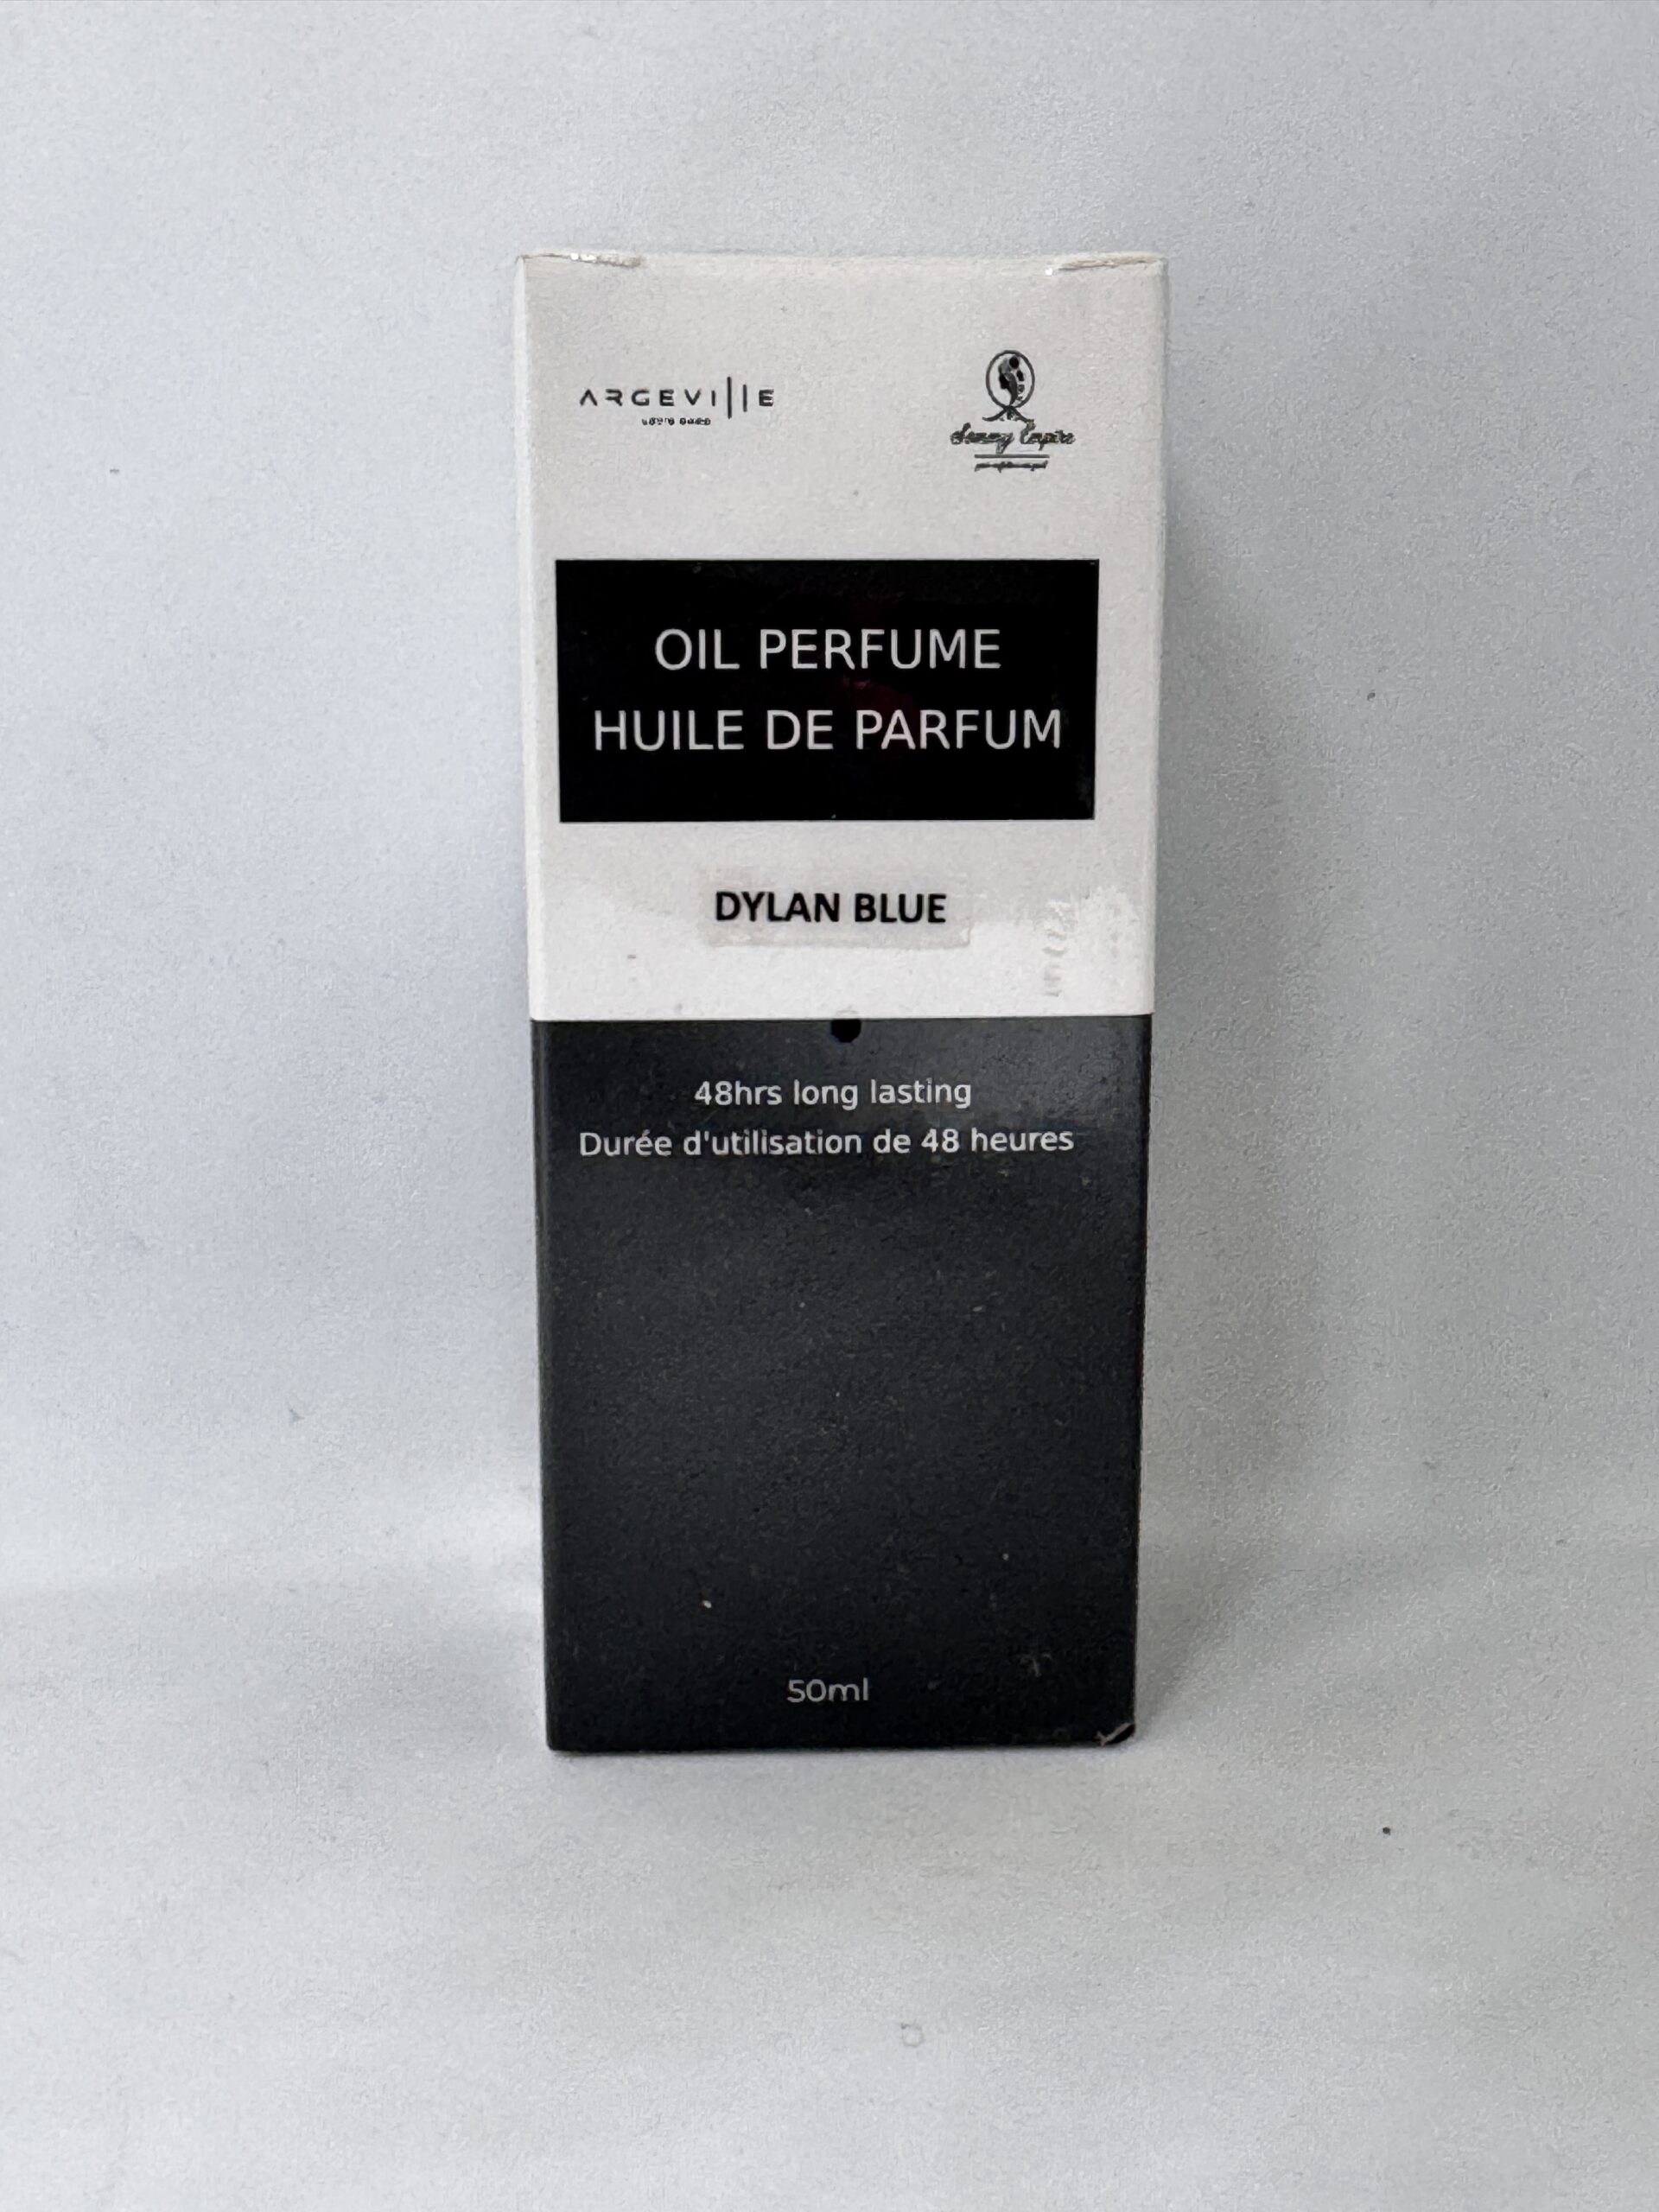 ARGEVILLE
OIL PERFUME
HUILE DE PARFUM
DYLAN BLUE
48hrs long lasting
Durée d'utilisation de 48 heures
50ml